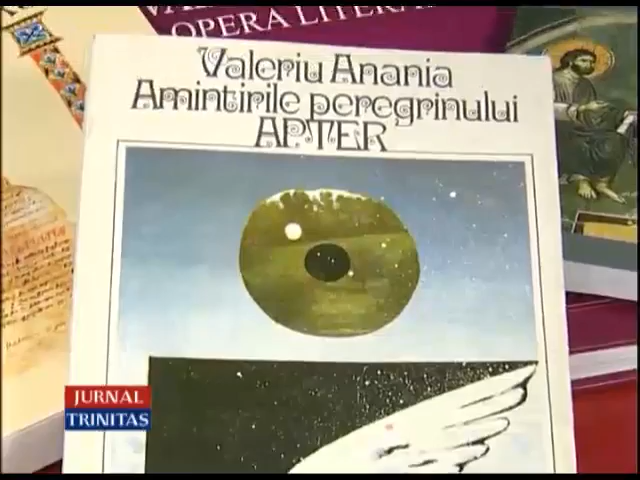 OPERA LITERA
Valeriu Anania
Amintirile peregrinului
APTER
JURNAL
TRINITAS